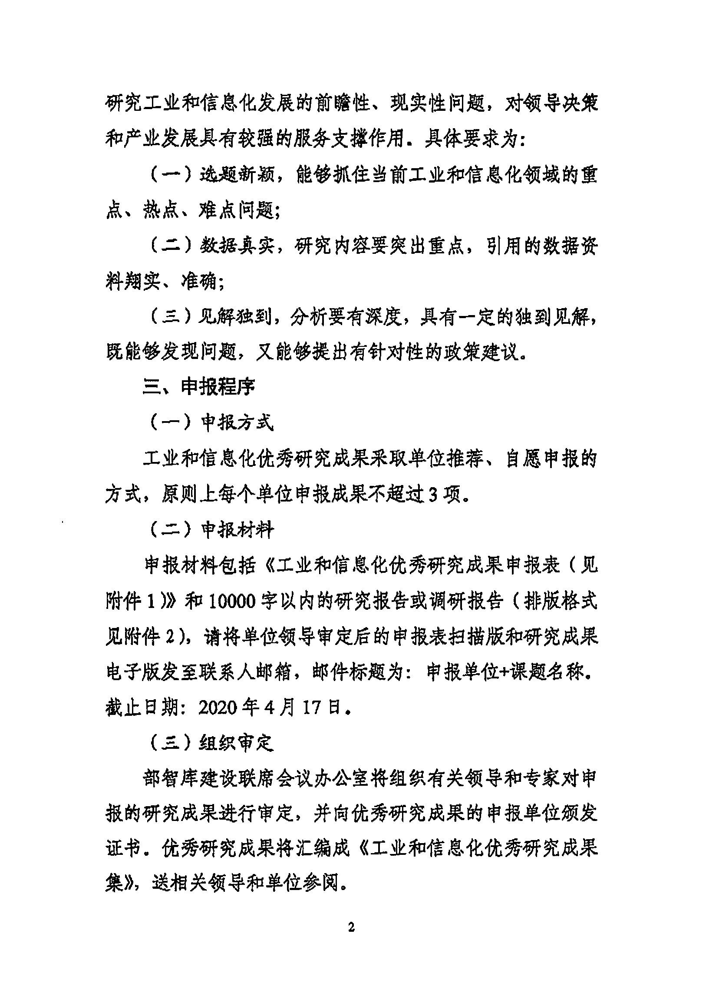 研究工业和信息化发展的前瞻性、现实性问题，对领导决策
和产业发展具有较强的服务支撑作用。具体要求为：
（一）选题新颖，能够抓住当前工业和信息化领域的重
点、热点、难点问题；
（二）数据真实，研究内容要突出重点，引用的数据资
料翔实、准确；
（三）见解独到，分析要有深度，具有一定的独到见解，
既能够发现问题，又能够提出有针对性的政策建议。
三、申报程序
（一）申报方式
工业和信息化优秀研究成果采取单位推荐、自愿申报的
方式，原则上每个单位申报成果不超过 3 项。
（二）申报材料
申报材料包括《工业和信息化优秀研究成果申报表（见
附件 1）》和 10000 字以内的研究报告或调研报告（排版格式
见附件 2），请将单位领导审定后的申报表扫描版和研究成果
电子版发至联系人邮箱，邮件标题为：申报单位+课题名称。
截止日期：2020 年 4 月 17 日。
（三）组织审定
部智库建设联席会议办公室将组织有关领导和专家对申
报的研究成果进行审定，并向优秀研究成果的申报单位颁发
证书。优秀研究成果将汇编成《工业和信息化优秀研究成果
集》，送相关领导和单位参阅。
2